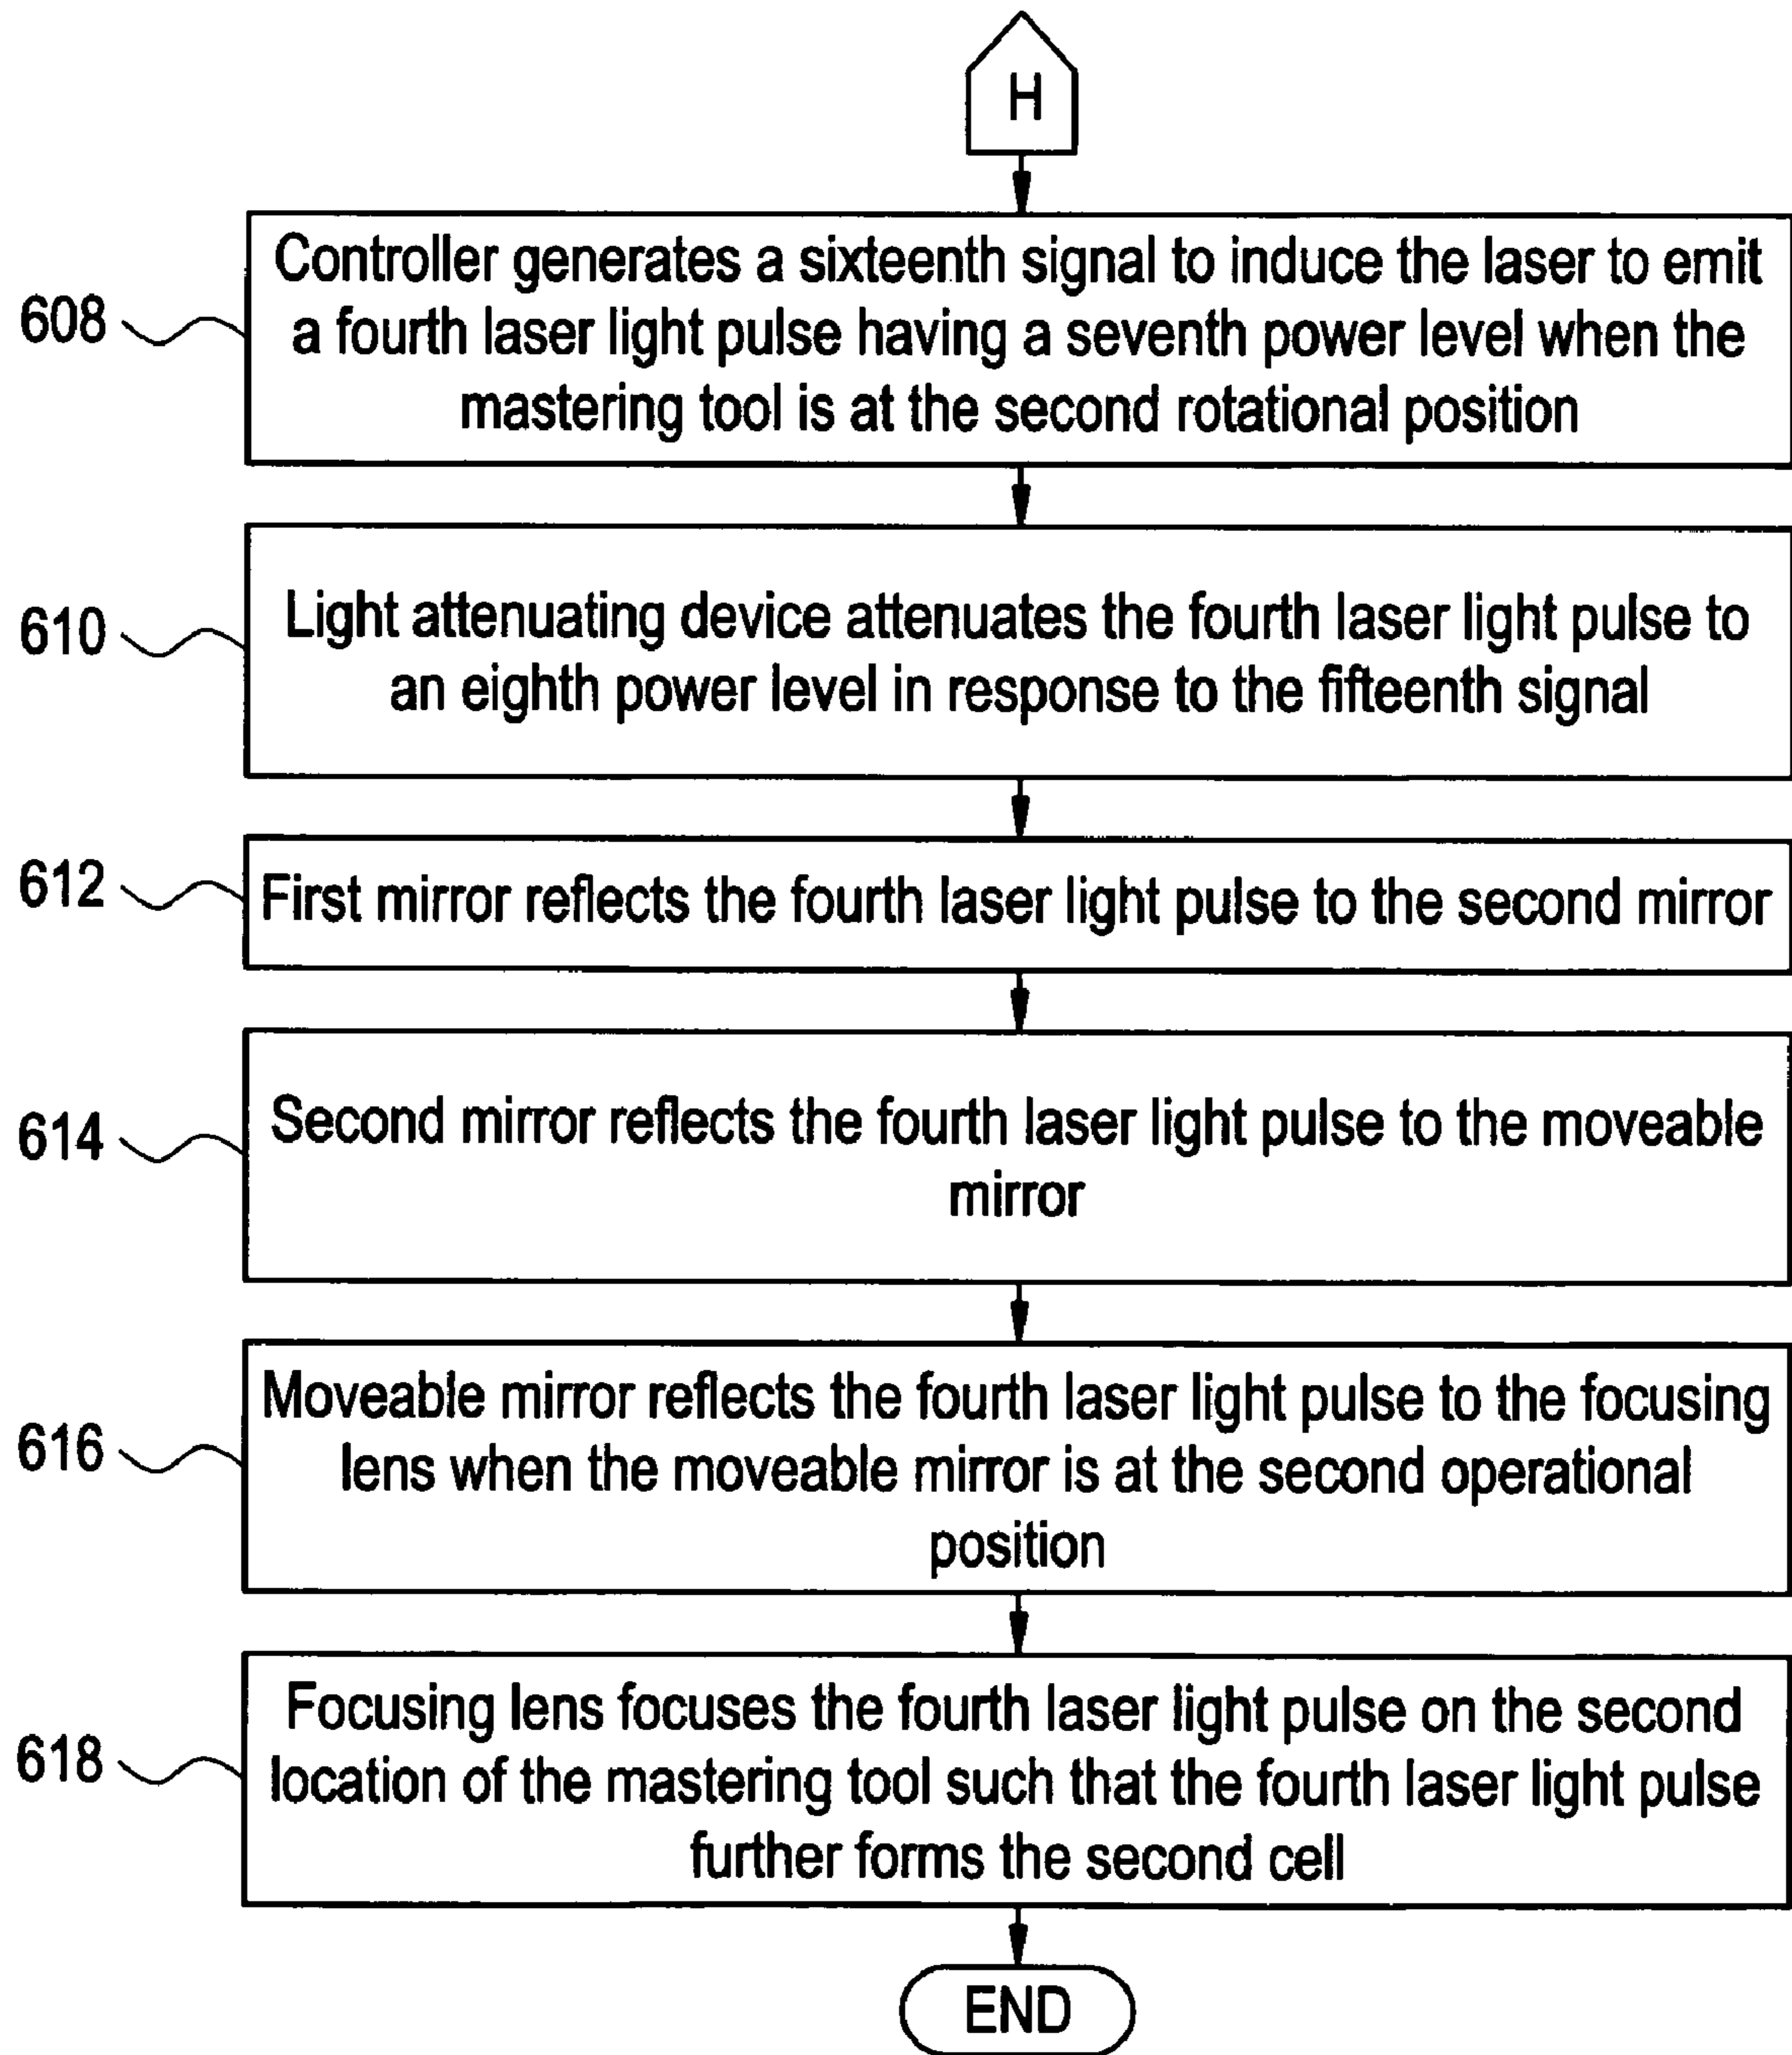 H
608
Controller generates a sixteenth signal to induce the laser to emit
a fourth laser light pulse having a seventh power level when the
mastering tool is at the second rotational position
610
Light attenuating device attenuates the fourth laser light pulse to
an eighth power level in response to the fifteenth signal
612
First mirror reflects the fourth laser light pulse to the second mirror
614
Second mirror reflects the fourth laser light pulse to the moveable
mirror
616
Moveable mirror reflects the fourth laser light pulse to the focusing
lens when the moveable mirror is at the second operational
position
618
Focusing lens focuses the fourth laser light pulse on the second
location of the mastering tool such that the fourth laser light pulse
further forms the second cell
END